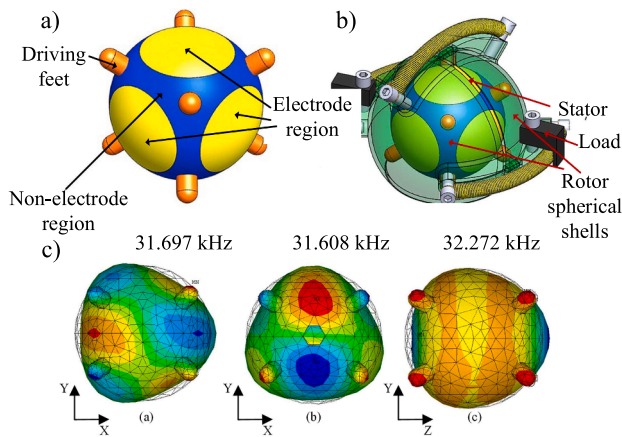 a)
Driving
feet
Electrode
region
Non-electrode
region
b)
Stator
Load
Rotor
spherical
shells
c)
31.697 kHz
31.608 kHz
32.272 kHz
Y
X
(a)
Y
X
(b)
Y
Z
(c)